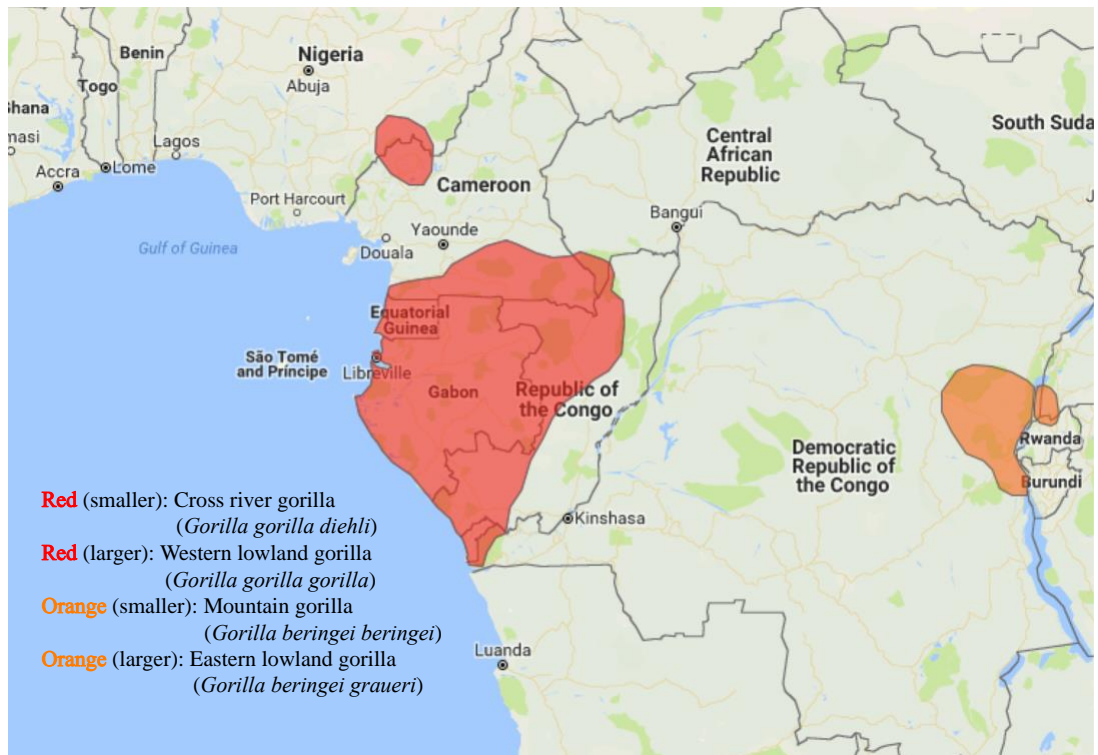 Nigeria
Abuja
Benin
Togo
Ghana
masi
Accra
Lome
Lagos
Port Harcourt
Gulf of Guinea
Cameroon
Yaounde
Douala
Central
African
Republic
Bangui
South Suda
Equatorial
Guinea
São Tomé
and Príncipe
Libreville
Gabon
Republic of
the Congo
Democratic
Republic of
the Congo
Rwanda
Burundi
Kinshasa
Luanda
Red (smaller): Cross river gorilla
(Gorilla gorilla diehli)
Red (larger): Western lowland gorilla
(Gorilla gorilla gorilla)
Orange (smaller): Mountain gorilla
(Gorilla beringei beringei)
Orange (larger): Eastern lowland gorilla
(Gorilla beringei graueri)